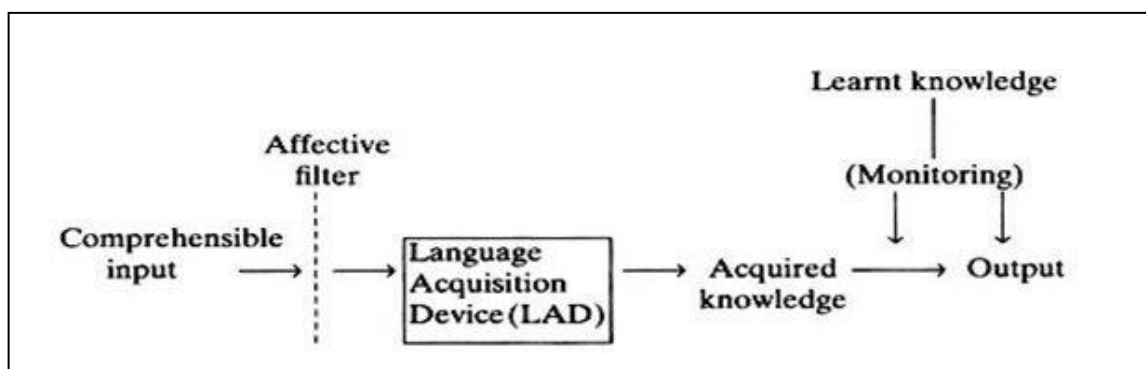 Learnt knowledge
Affective
filter
(Monitoring)
Comprehensible
input
Language
Acquisition
Device (LAD)
Acquired
knowledge
Output